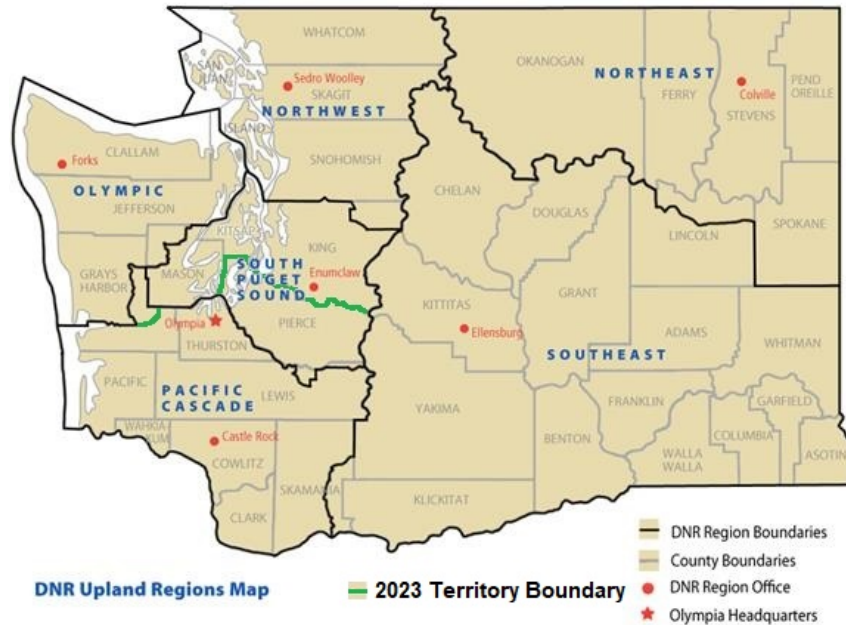 WHATCOM
SAN
JUAN
Sedro Woolley
SKAGIT
NORTHWEST
ISLAND
SNOHOMISH
OKANOGAN
NORTHEAST
FERRY
Colville
STEVENS
PEND
OREILLE
Forks
CLALLAM
OLYMPIC
JEFFERSON
KITSAP
KING
CHELAN
DOUGLAS
LINCOLN
SPOKANE
GRAYS
HARBOR
MASON
SOUTH
PUGET
SOUND
Enumclaw
PIERCE
KITTITAS
Ellensburg
GRANT
ADAMS
WHITMAN
SOUTHEAST
Olympia
THURSTON
PACIFIC
PACIFIC
CASCADE
LEWIS
WAHKIA-
KUM
Castle Rock
COWLITZ
SKAMANIA
CLARK
YAKIMA
KLICKITAT
BENTON
FRANKLIN
WALLA
WALLA
COLUMBIA
GARFIELD
ASOTIN
DNR Region Boundaries
County Boundaries
DNR Region Office
Olympia Headquarters
DNR Upland Regions Map
2023 Territory Boundary